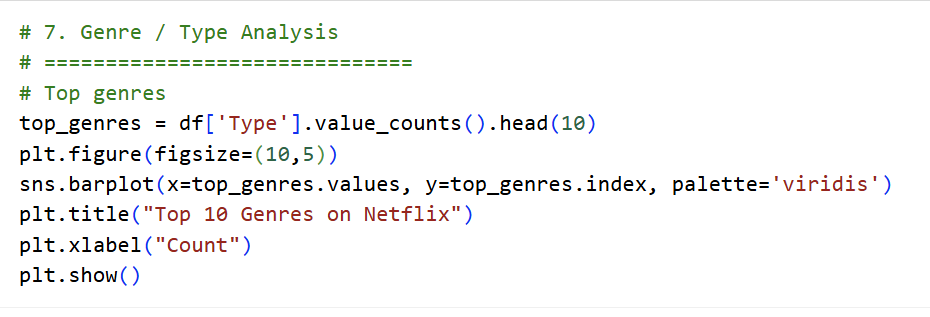 # 7. Genre / Type Analysis
# ==============================
# Top genres
top_genres = df['Type'].value_counts().head(10)
plt.figure(figsize=(10,5))
sns.barplot(x=top_genres.values, y=top_genres.index, palette='viridis')
plt.title("Top 10 Genres on Netflix")
plt.xlabel("Count")
plt.show()